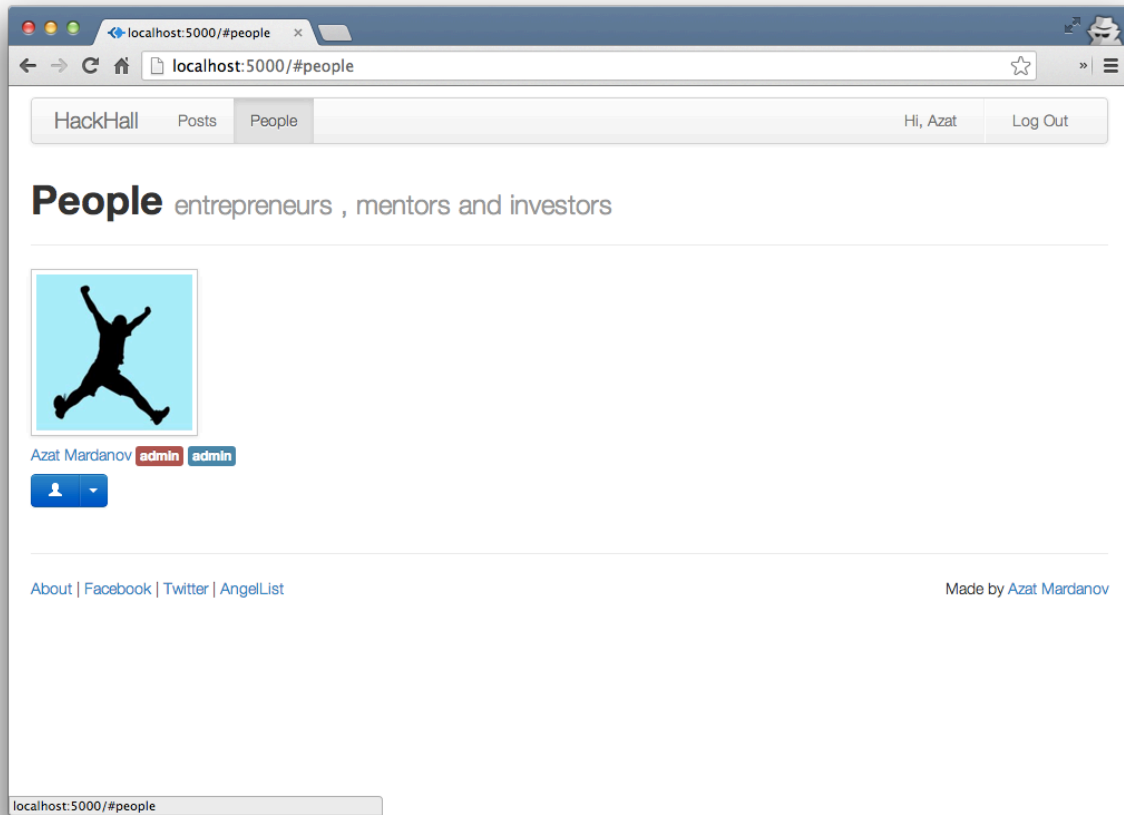 localhost:5000/#people ×
localhost:5000/#people »
HackHall Posts People Hi, Azat Log Out
People entrepreneurs , mentors and investors
Azat Mardanov admin admin
About | Facebook | Twitter | AngelList Made by Azat Mardanov
localhost:5000/#people